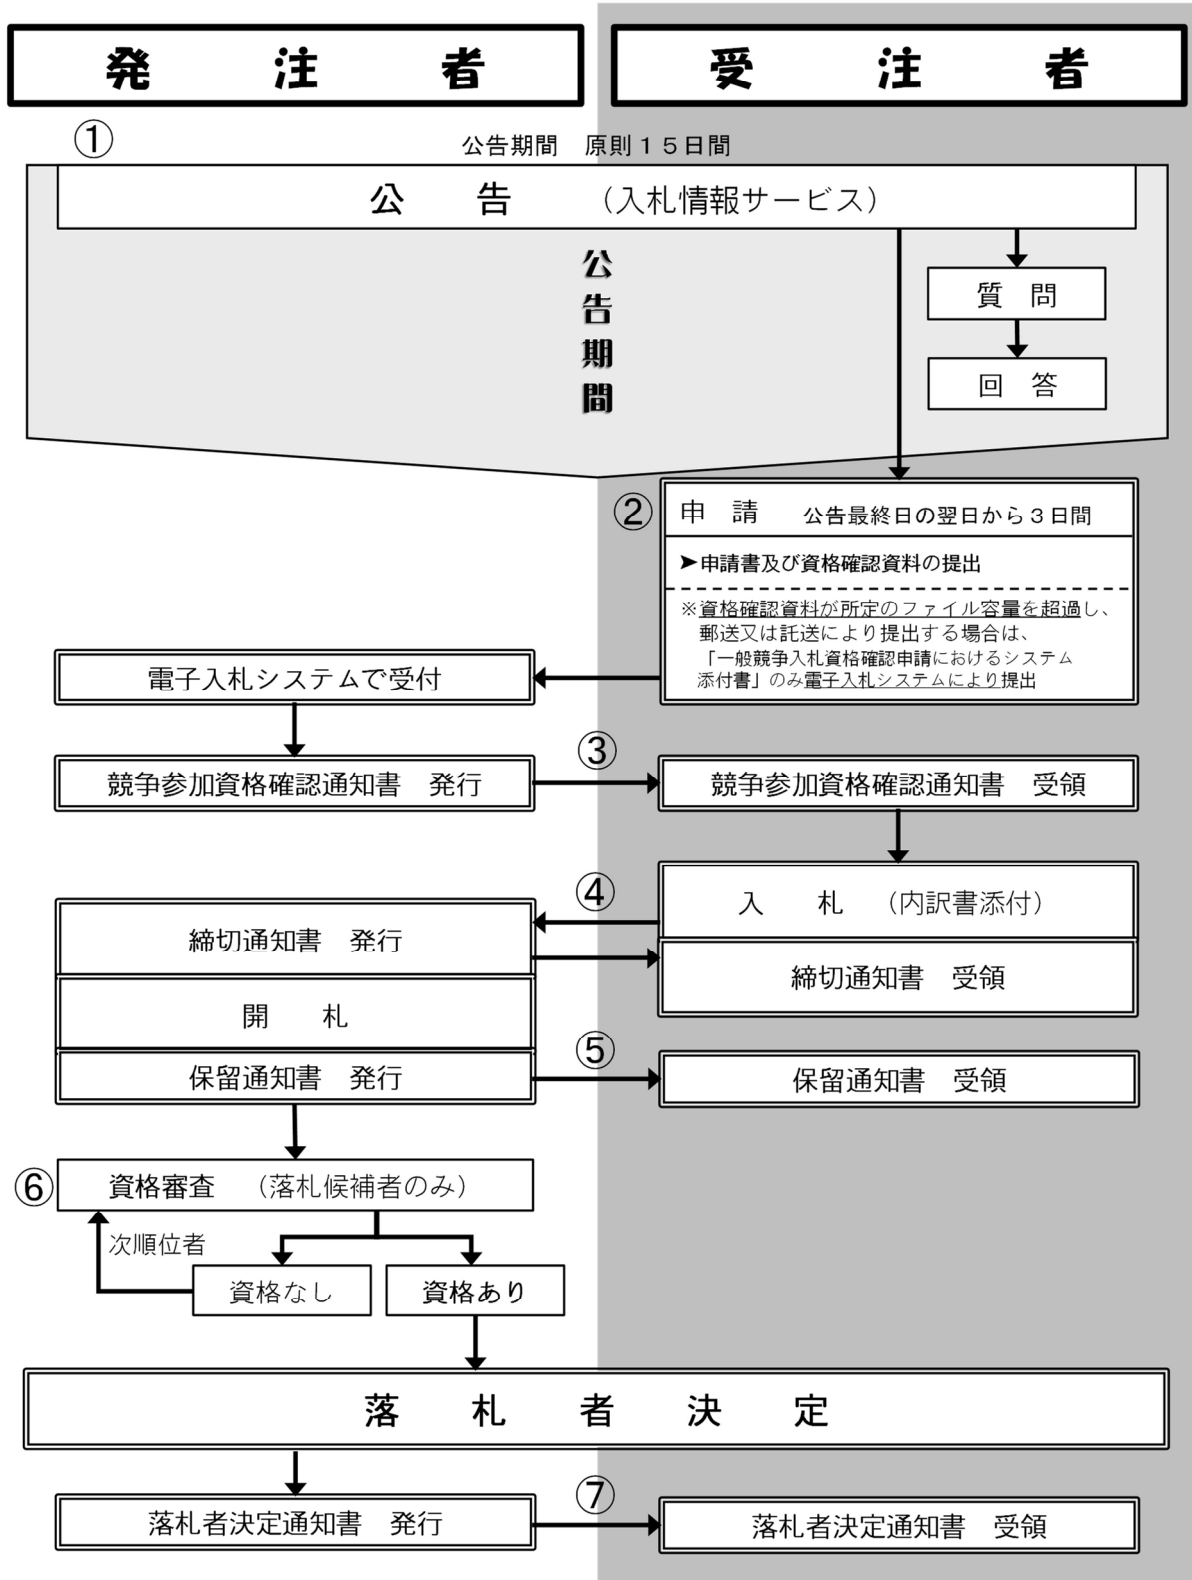 発　注　者
受　注　者
①
公告期間　原則１５日間
公　告　（入札情報サービス）
公告期間
質　問
回　答
②
申　請　公告最終日の翌日から３日間
➤申請書及び資格確認資料の提出
※資格確認資料が所定のファイル容量を超過し、
郵送又は託送により提出する場合は、
「一般競争入札資格確認申請におけるシステム
添付書」のみ電子入札システムにより提出
電子入札システムで受付
競争参加資格確認通知書　発行
③
競争参加資格確認通知書　受領
④
入　札　（内訳書添付）
締切通知書　発行
締切通知書　受領
開　札
保留通知書　発行
⑤
保留通知書　受領
⑥
資格審査　（落札候補者のみ）
次順位者
資格なし
資格あり
落　札　者　決　定
落札者決定通知書　発行
⑦
落札者決定通知書　受領